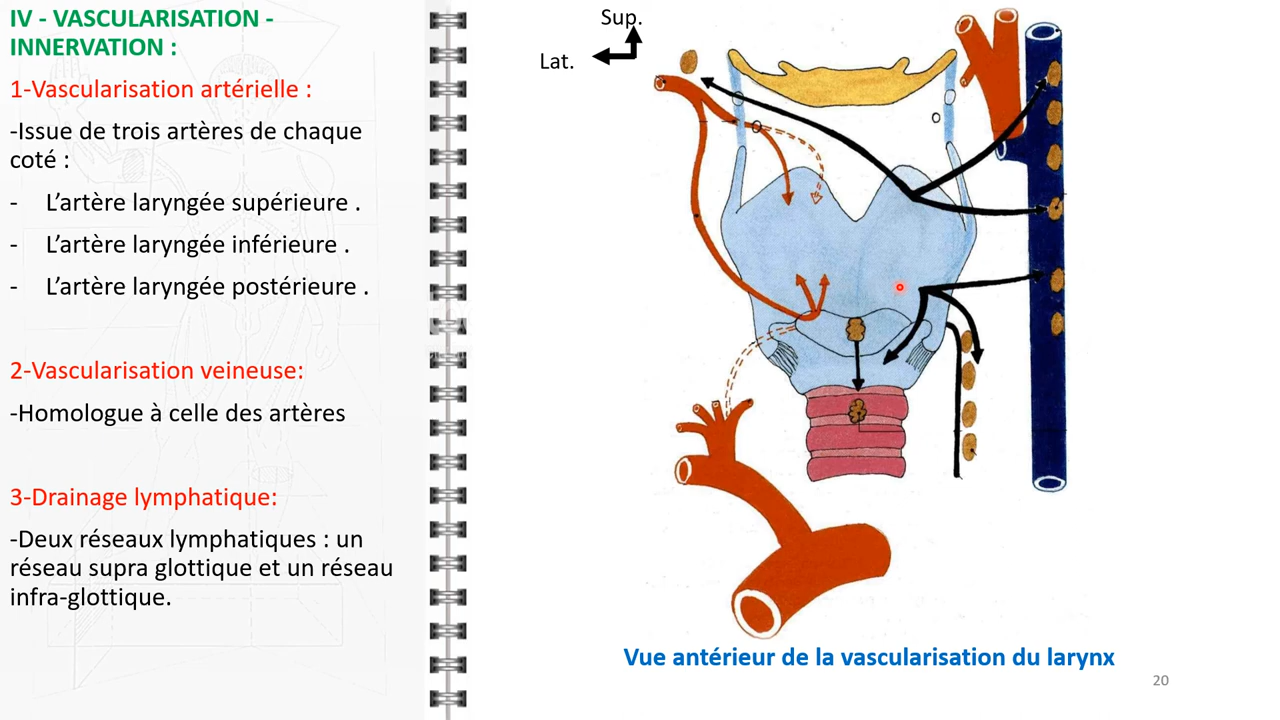 IV - VASCULARISATION -
INNERVATION :
1-Vascularisation artérielle :
-Issue de trois artères de chaque
coté :
- L’artère laryngée supérieure .
- L’artère laryngée inférieure .
- L’artère laryngée postérieure .
2-Vascularisation veineuse:
-Homologue à celle des artères
3-Drainage lymphatique:
-Deux réseaux lymphatiques : un
réseau supra glottique et un réseau
infra-glottique.
Sup.
Lat.
Vue antérieur de la vascularisation du larynx
20